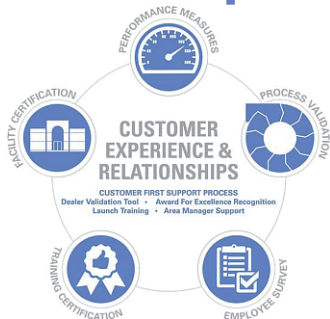 PERFORMANCE MEASURES
FACILITY CERTIFICATION
PROCESS VALIDATION
CUSTOMER
EXPERIENCE &
RELATIONSHIPS
CUSTOMER FIRST SUPPORT PROCESS
Dealer Validation Tool • Award For Excellence Recognition
Launch Training • Area Manager Support
TRAINING CERTIFICATION
EMPLOYEE SURVEY